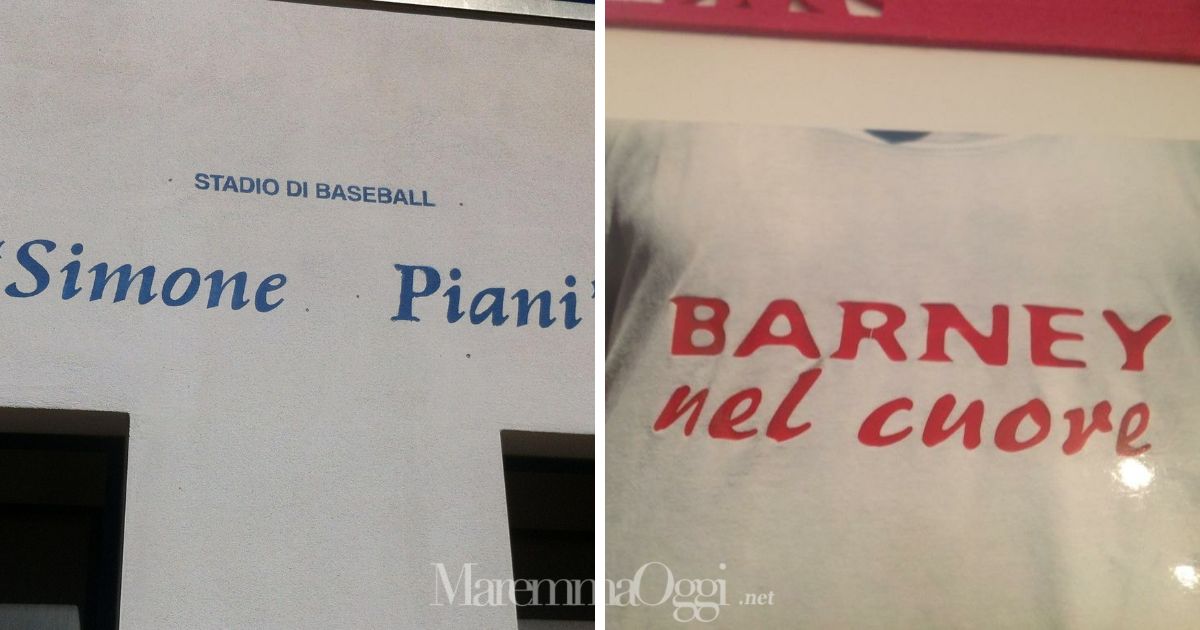 STADIO DI BASEBALL
"Simone Piani"
BARNEY
nel cuore
MaremmaOggi.net